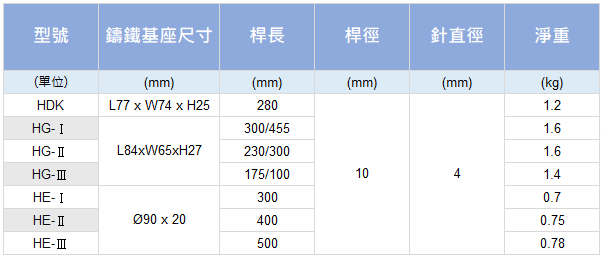 型號 鑄鐵基座尺寸 桿長 桿徑 針直徑 淨重
(單位) (mm) (mm) (mm) (mm) (kg)
HDK L77 x W74 x H25 280 1.2
HG-Ⅰ 300/455 1.6
HG-Ⅱ L84xW65xH27 230/300 1.6
HG-Ⅲ 175/100 10 4 1.4
HE-Ⅰ 300 0.7
HE-Ⅱ Ø90 x 20 400 0.75
HE-Ⅲ 500 0.78